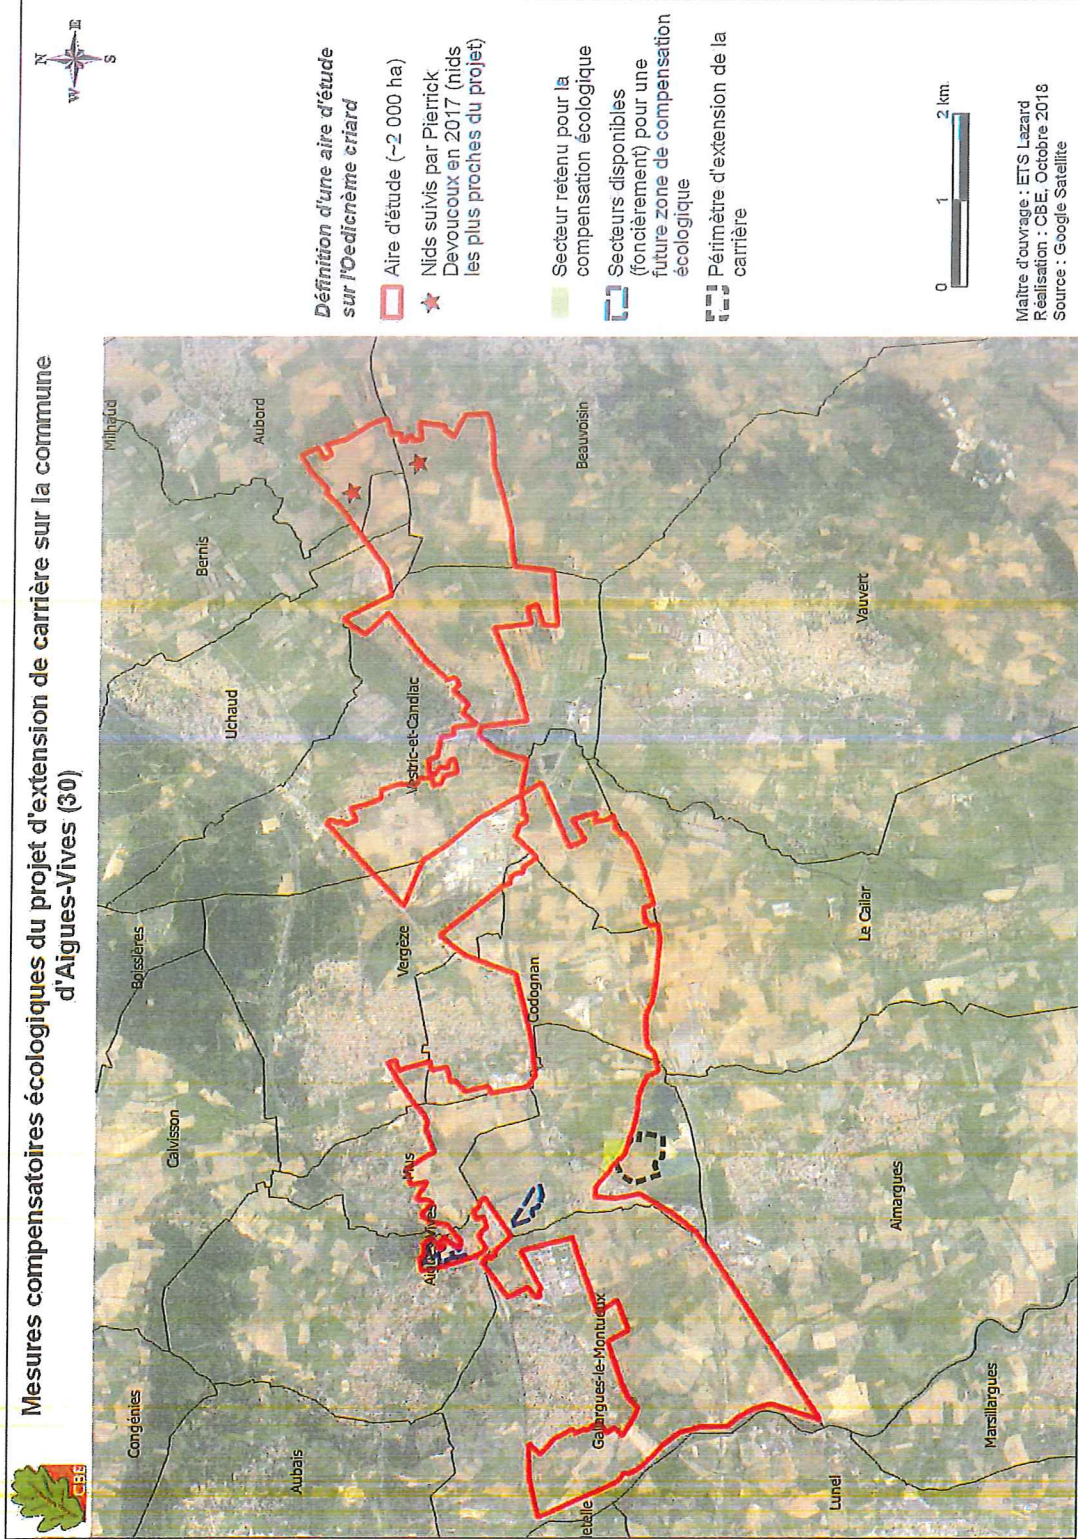 Mesures compensatoires écologiques du projet d'extension de carrière sur la commune
d'Aigues-Vives (30)
CBE
N
W
E
S
Définition d'une aire d'étude
sur l'Oedicnème criard
Aire d'étude (~2 000 ha)
Nids suivis par Pierrick
Devoucoux en 2017 (nids
les plus proches du projet)
Secteur retenu pour la
compensation écologique
Secteurs disponibles
(foncièrement) pour une
future zone de compensation
écologique
Périmètre d'extension de la
carrière
0 1 2 km
Maître d'ouvrage : ETS Lazard
Réalisation : CBE, Octobre 2018
Source : Google Satellite
Congénies
Calvisson
Boissières
Milhaud
Aubais
Uchaud
Bernis
Aubord
Aigues-Vives
Mus
Vergèze
Vestric-et-Candiac
Codognan
Gallargues-le-Montueux
Beauvoisin
Lunel
Aimargues
Le Cailar
Vauvert
Marsillargues